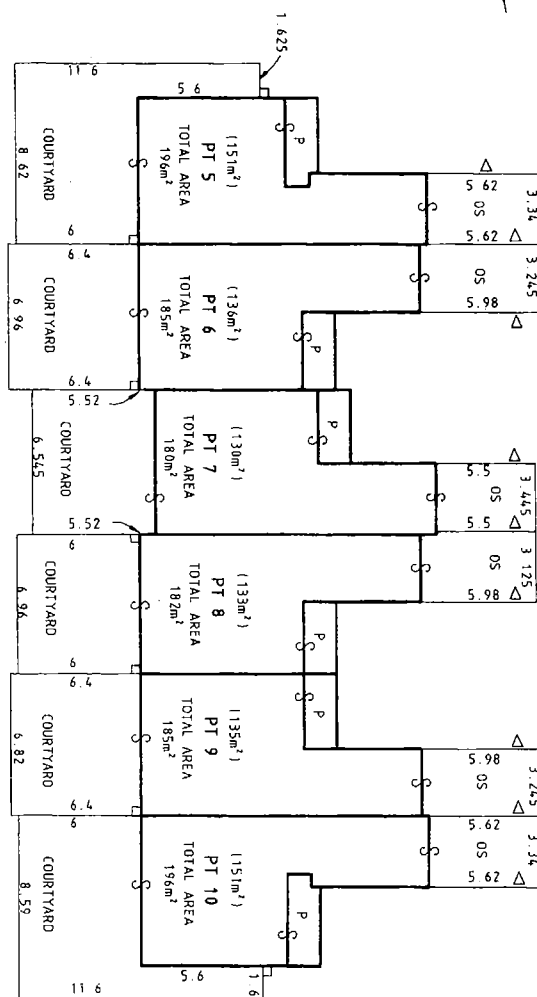 1.625
11 6
5 6
COURTYARD
8 62
6
(151m²)
PT 5
TOTAL AREA
196m²
P
S
S
S
5 62
OS
5.62
3.34
6.4
COURTYARD
6 96
6.4
(136m²)
PT 6
TOTAL AREA
185m²
P
S
S
S
OS
5.98
3.245
5.52
COURTYARD
6.545
5.52
(130m²)
PT 7
TOTAL AREA
180m²
P
S
S
S
5.5
OS
5.5
3.445
6
COURTYARD
6.96
(133m²)
PT 8
TOTAL AREA
182m²
P
S
S
S
OS
5.98
3 125
6.4
COURTYARD
6.82
6.4
(135m²)
PT 9
TOTAL AREA
185m²
P
S
S
S
5.98
OS
3.245
6
COURTYARD
8.59
11 6
5.6
1.6
(151m²)
PT 10
TOTAL AREA
196m²
P
S
S
S
5.62
OS
5.62
3.34